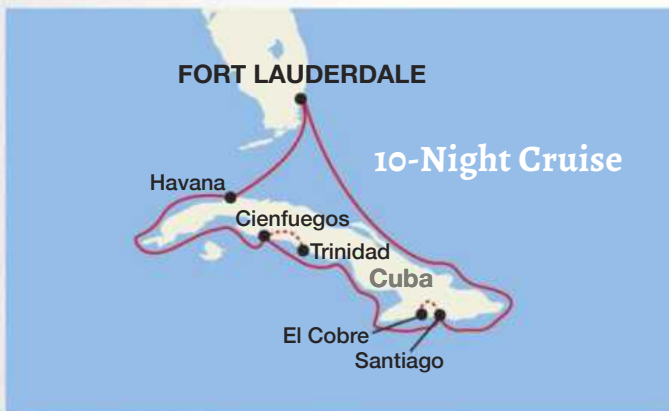 FORT LAUDERDALE
10-Night Cruise
Havana
Cienfuegos
Trinidad
Cuba
El Cobre
Santiago